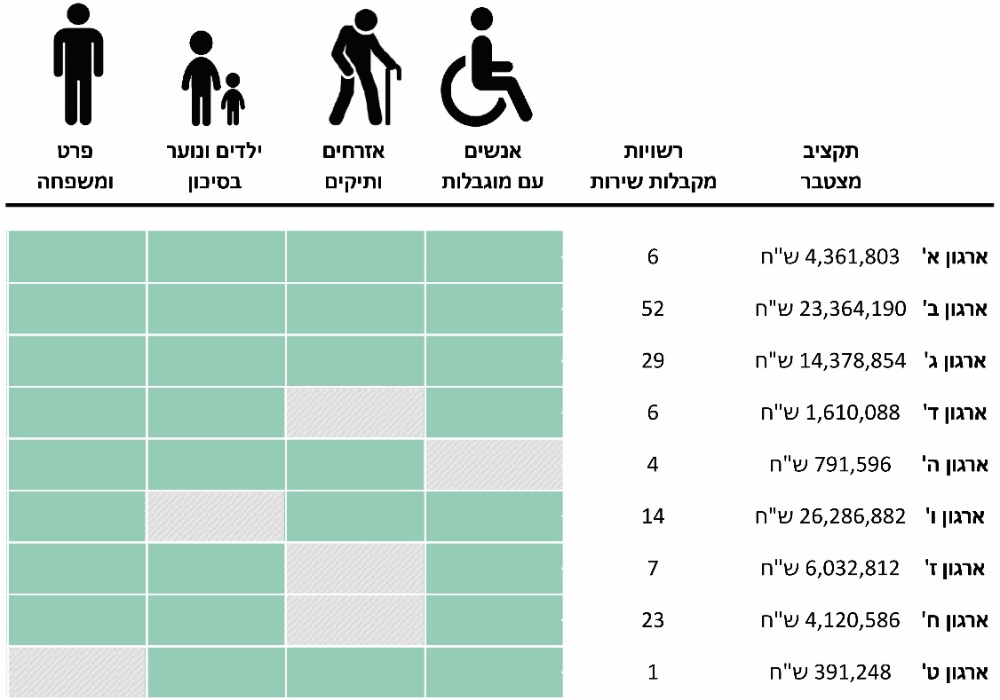 תקציב רשויות אנשים אזרחים ילדים ונוער פרט
מצטבר מקבלות שירות עם מוגבלות ותיקים בסיכון ומשפחה
ארגון א' 4,361,803 ש"ח 6
ארגון ב' 23,364,190 ש"ח 52
ארגון ג' 14,378,854 ש"ח 29
ארגון ד' 1,610,088 ש"ח 6
ארגון ה' 791,596 ש"ח 4
ארגון ו' 26,286,882 ש"ח 14
ארגון ז' 6,032,812 ש"ח 7
ארגון ח' 4,120,586 ש"ח 23
ארגון ט' 391,248 ש"ח 1